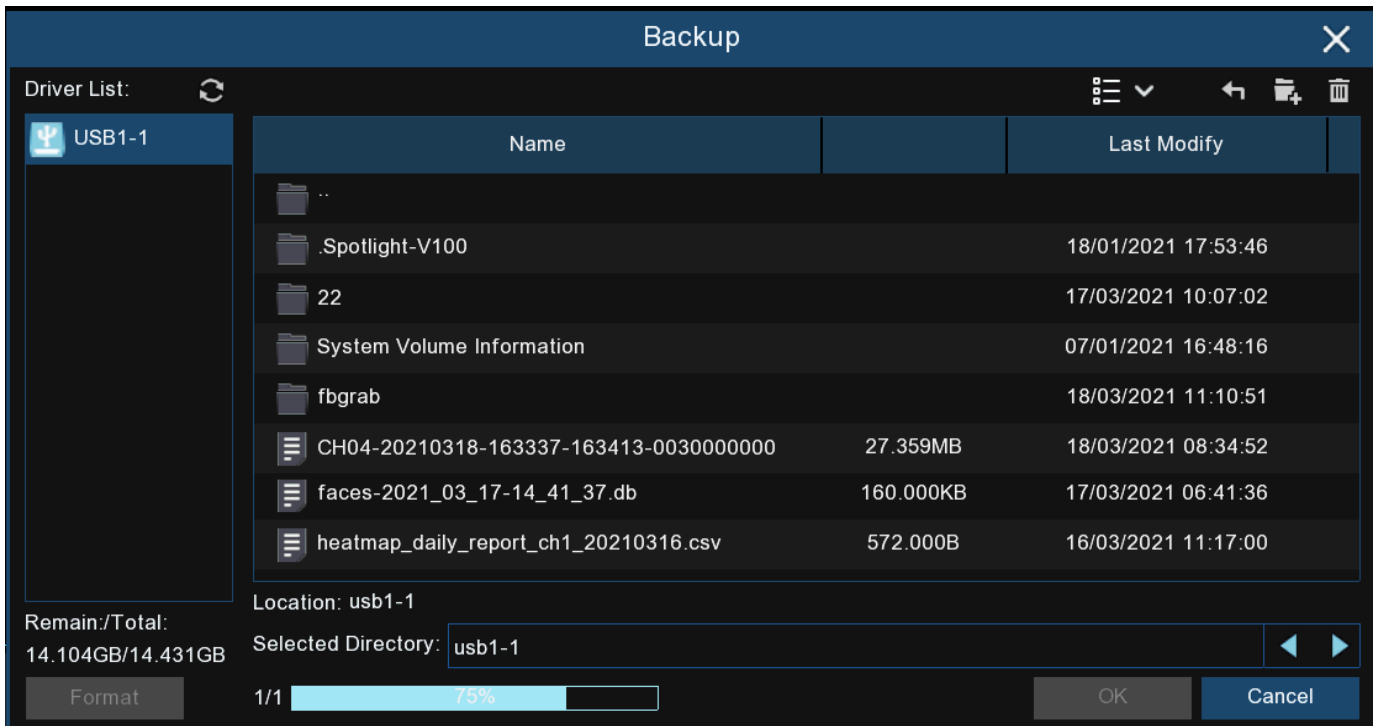 Backup
Driver List:
USB1-1
Name Last Modify
..
.Spotlight-V100 18/01/2021 17:53:46
22 17/03/2021 10:07:02
System Volume Information 07/01/2021 16:48:16
fbgrab 18/03/2021 11:10:51
CH04-20210318-163337-163413-0030000000 27.359MB 18/03/2021 08:34:52
faces-2021_03_17-14_41_37.db 160.000KB 17/03/2021 06:41:36
heatmap_daily_report_ch1_20210316.csv 572.000B 16/03/2021 11:17:00
Location: usb1-1
Remain:/Total:
14.104GB/14.431GB
Selected Directory: usb1-1
Format 1/1 75% OK Cancel